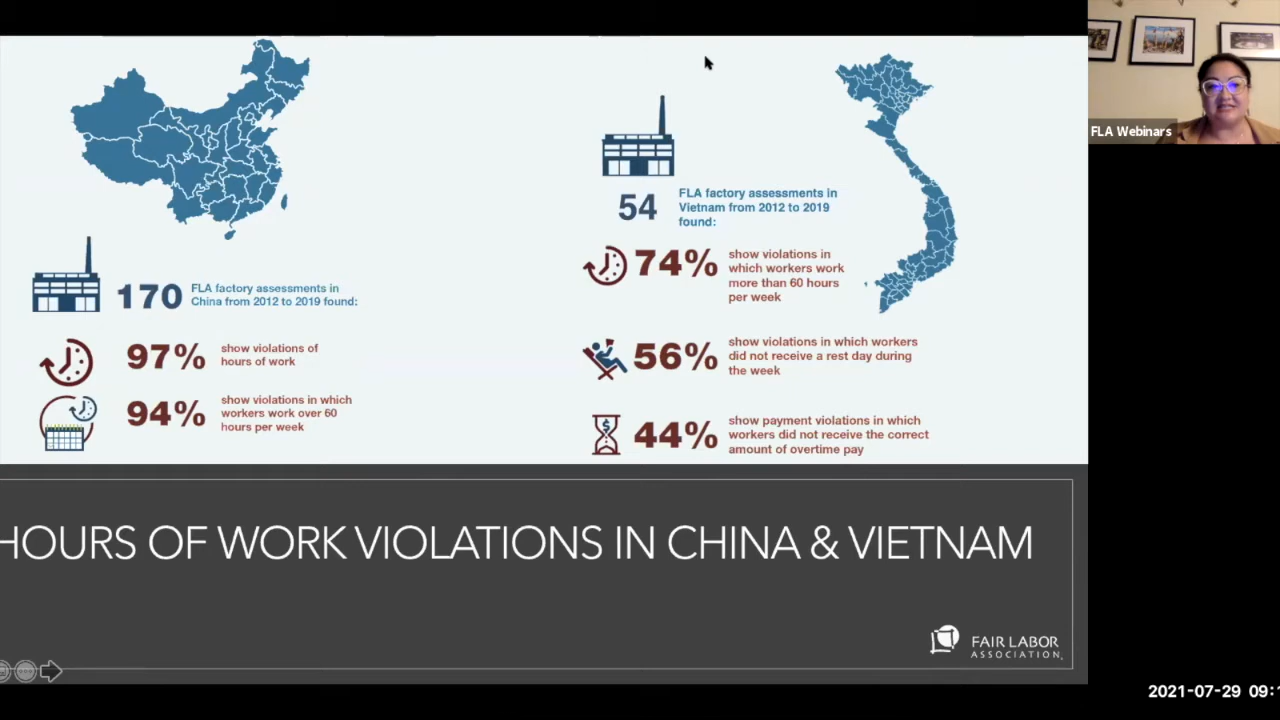 170
FLA factory assessments in
China from 2012 to 2019 found:
97%
show violations of
hours of work
94%
show violations in which
workers work over 60
hours per week
54
FLA factory assessments in
Vietnam from 2012 to 2019
found:
74%
show violations in
which workers work
more than 60 hours
per week
56%
show violations in which workers
did not receive a rest day during
the week
$
44%
show payment violations in which
workers did not receive the correct
amount of overtime pay
HOURS OF WORK VIOLATIONS IN CHINA & VIETNAM
FAIR LABOR
ASSOCIATION
FLA Webinars
2021-07-29 09: